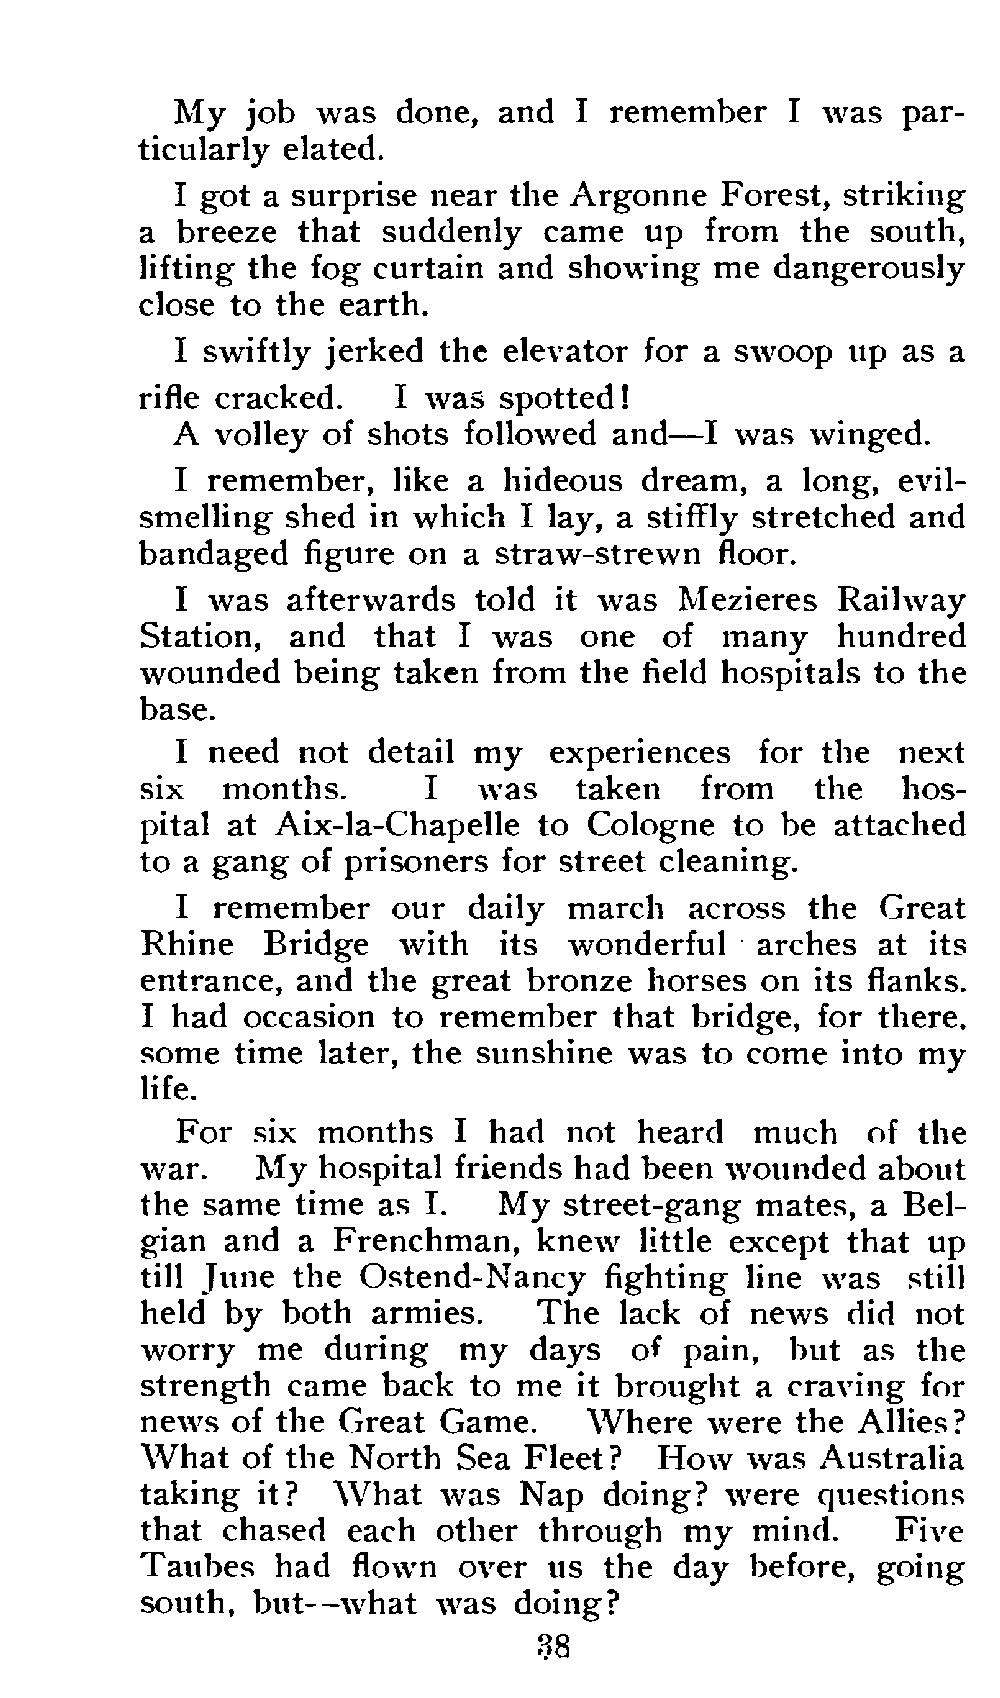 My job was done, and I remember I was par-
ticularly elated.
I got a surprise near the Argonne Forest, striking
a breeze that suddenly came up from the south,
lifting the fog curtain and showing me dangerously
close to the earth.
I swiftly jerked the elevator for a swoop up as a
rifle cracked. I was spotted!
A volley of shots followed and—I was winged.
I remember, like a hideous dream, a long, evil-
smelling shed in which I lay, a stiffly stretched and
bandaged figure on a straw-strewn floor.
I was afterwards told it was Mezieres Railway
Station, and that I was one of many hundred
wounded being taken from the field hospitals to the
base.
I need not detail my experiences for the next
six months. I was taken from the hos-
pital at Aix-la-Chapelle to Cologne to be attached
to a gang of prisoners for street cleaning.
I remember our daily march across the Great
Rhine Bridge with its wonderful arches at its
entrance, and the great bronze horses on its flanks.
I had occasion to remember that bridge, for there,
some time later, the sunshine was to come into my
life.
For six months I had not heard much of the
war. My hospital friends had been wounded about
the same time as I. My street-gang mates, a Bel-
gian and a Frenchman, knew little except that up
till June the Ostend-Nancy fighting line was still
held by both armies. The lack of news did not
worry me during my days of pain, but as the
strength came back to me it brought a craving for
news of the Great Game. Where were the Allies?
What of the North Sea Fleet? How was Australia
taking it? What was Nap doing? were questions
that chased each other through my mind. Five
Taubes had flown over us the day before, going
south, but--what was doing?
38